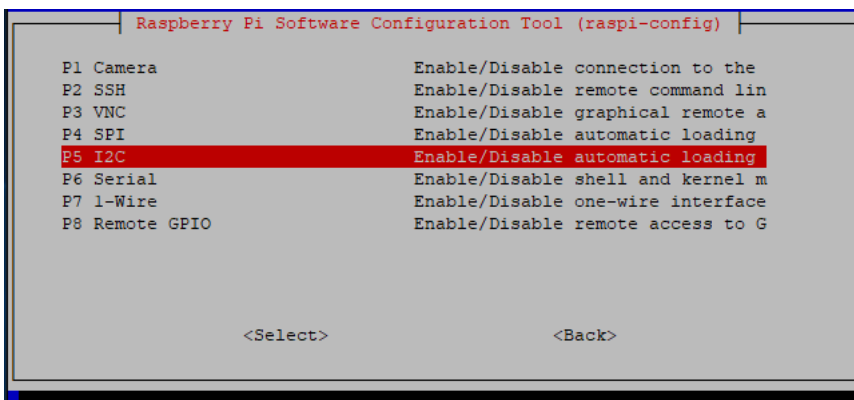 Raspberry Pi Software Configuration Tool (raspi-config)
P1 Camera Enable/Disable connection to the
P2 SSH Enable/Disable remote command lin
P3 VNC Enable/Disable graphical remote a
P4 SPI Enable/Disable automatic loading
P5 I2C Enable/Disable automatic loading
P6 Serial Enable/Disable shell and kernel m
P7 1-Wire Enable/Disable one-wire interface
P8 Remote GPIO Enable/Disable remote access to G
<Select> <Back>